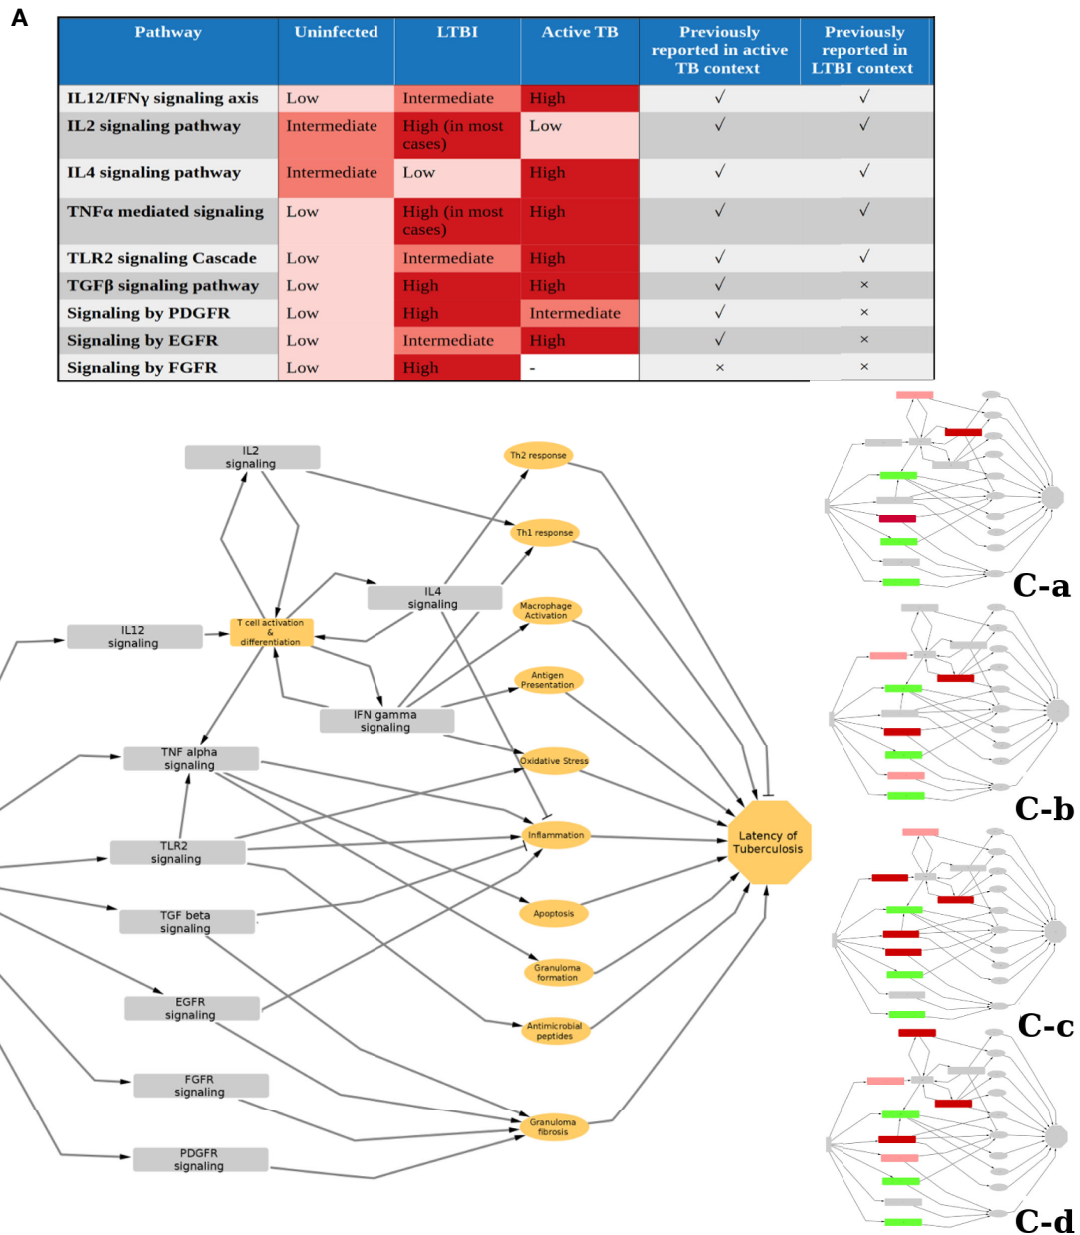 A
Pathway Uninfected LTBI Active TB Previously Previously
reported in active reported in
TB context LTBI context
IL12/IFNγ signaling axis Low Intermediate High √ √
IL2 signaling pathway Intermediate High (in most Low √ √
cases)
IL4 signaling pathway Intermediate Low High √ √
TNFα mediated signaling Low High (in most High √ √
cases)
TLR2 signaling Cascade Low Intermediate High √ √
TGFβ signaling pathway Low High High √ ×
Signaling by PDGFR Low High Intermediate √ ×
Signaling by EGFR Low Intermediate High √ ×
Signaling by FGFR Low High - × ×
IL2
signaling
Th2 response
Th1 response
IL4
signaling
Macrophage
Activation
T cell activation
&
differentiation
IL12
signaling
Antigen
Presentation
IFN gamma
signaling
TNF alpha
signaling
Oxidative Stress
TLR2
signaling
Inflammation
Latency of
Tuberculosis
TGF beta
signaling
Apoptosis
Granuloma
formation
EGFR
signaling
Antimicrobial
peptides
FGFR
signaling
Granuloma
fibrosis
PDGFR
signaling
C-a
C-b
C-c
C-d